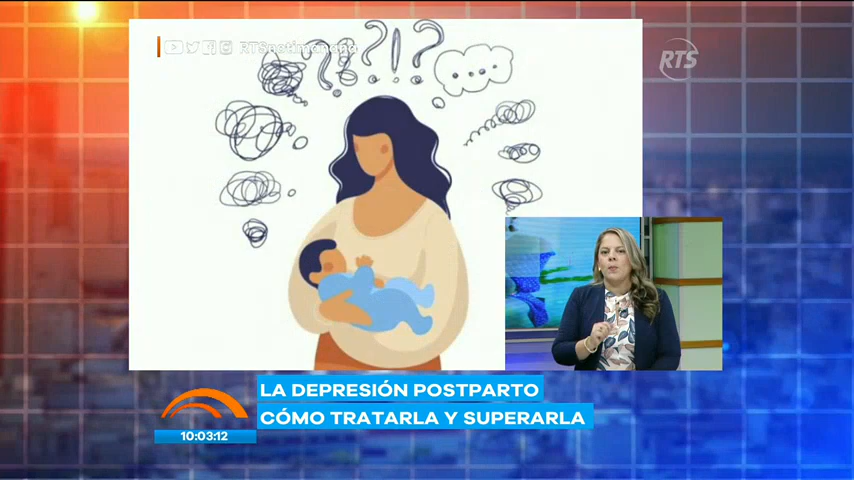 RTS
LA DEPRESIÓN POSTPARTO
CÓMO TRATARLA Y SUPERARLA
10:03:12